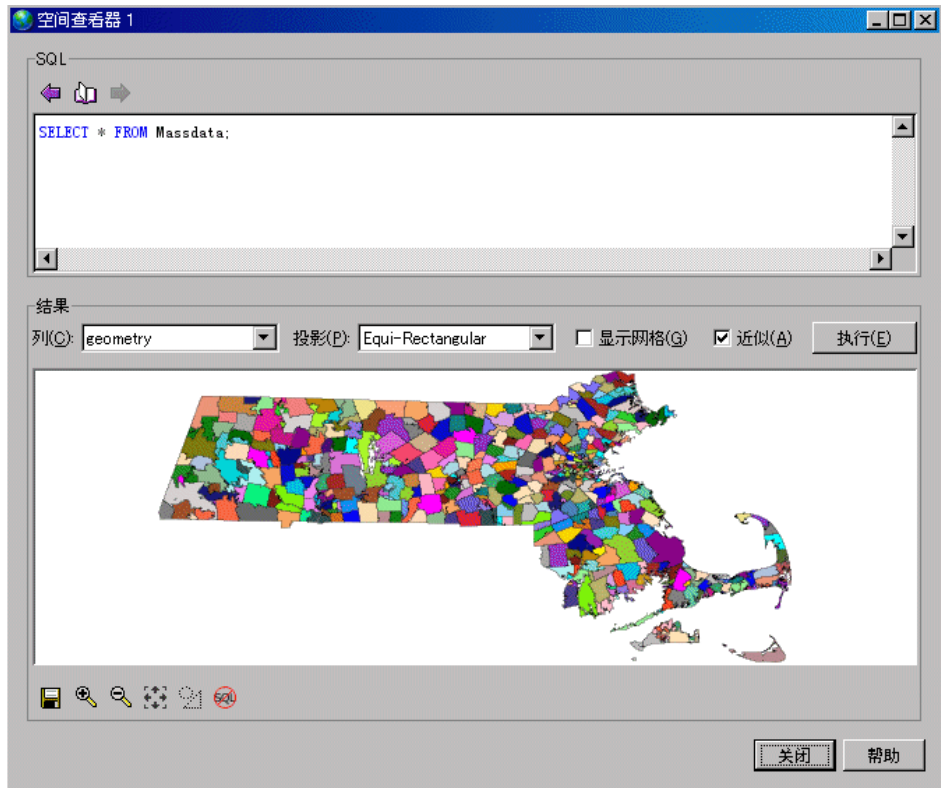 空间查看器 1
SQL
SELECT * FROM Massdata;
结果
列(C): geometry 投影(P): Equi-Rectangular 显示网格(G) 近似(A) 执行(E)
SQL
关闭 帮助